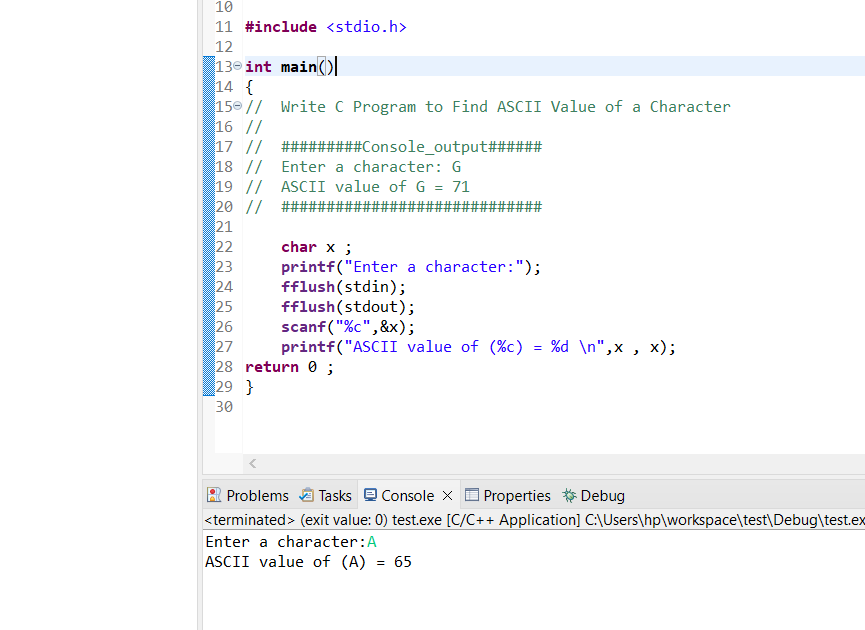 10
11 #include <stdio.h>
12
13 int main()
14 {
15 //  Write C Program to Find ASCII Value of a Character
16 //
17 //  #########Console_output######
18 //  Enter a character: G
19 //  ASCII value of G = 71
20 //  #############################
21
22     char x ;
23     printf("Enter a character:");
24     fflush(stdin);
25     fflush(stdout);
26     scanf("%c",&x);
27     printf("ASCII value of (%c) = %d \n",x , x);
28 return 0 ;
29 }
30
Problems Tasks Console Properties Debug
<terminated> (exit value: 0) test.exe [C/C++ Application] C:\Users\hp\workspace\test\Debug\test.ex
Enter a character:A
ASCII value of (A) = 65